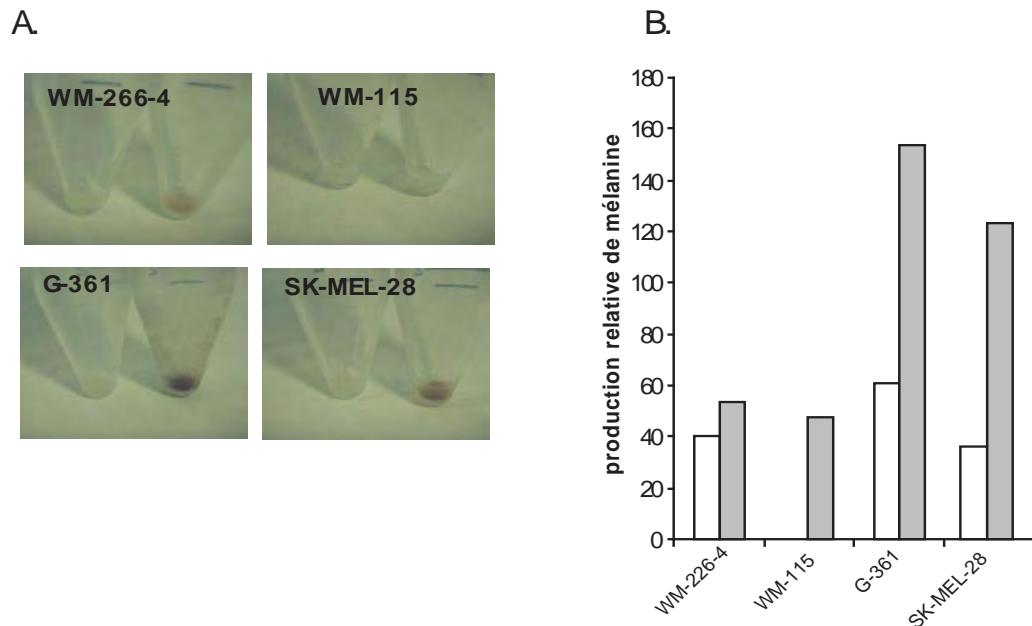 A.
WM-266-4
WM-115
G-361
SK-MEL-28
B.
production relative de mélanine
180
160
140
120
100
80
60
40
20
0
WM-226-4
WM-115
G-361
SK-MEL-28